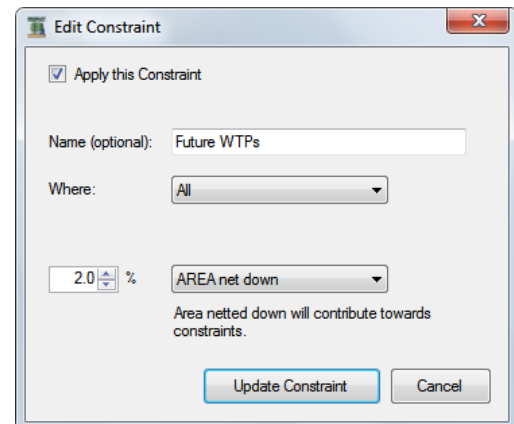 Edit Constraint
Apply this Constraint
Name (optional): Future WTPs
Where: All
2.0 % AREA net down
Area netted down will contribute towards
constraints.
Update Constraint Cancel